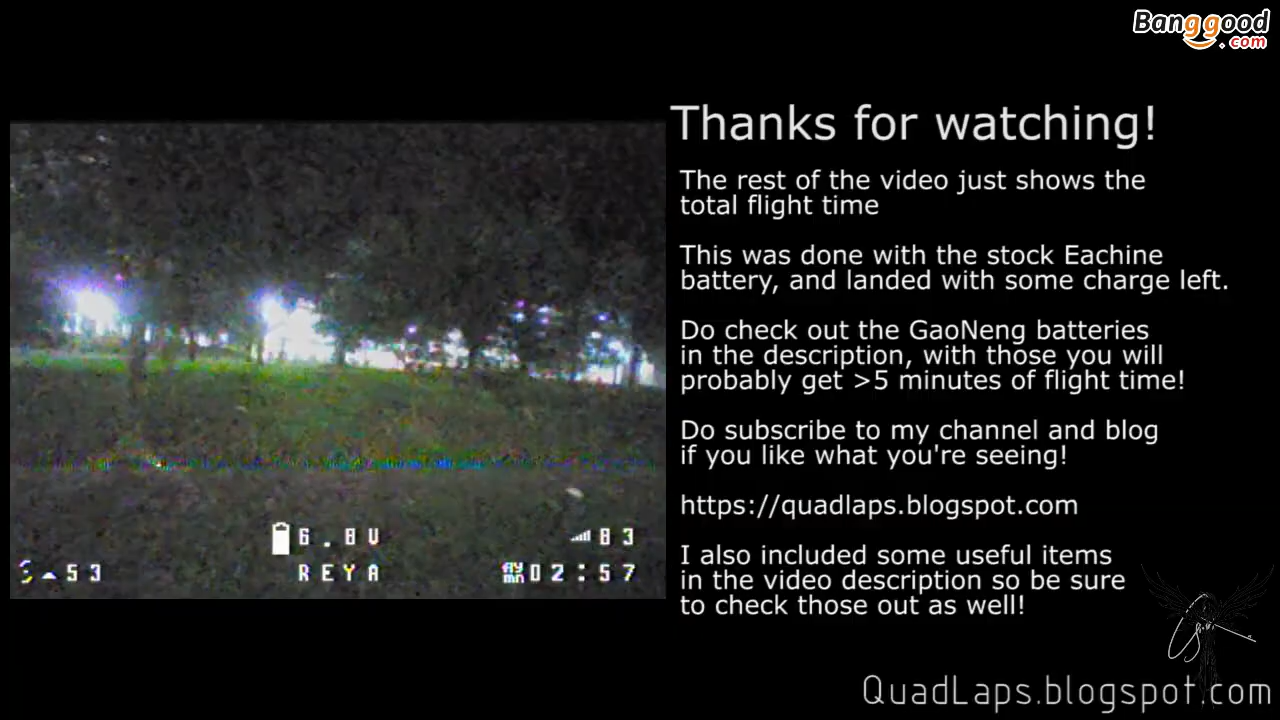 Banggood
.com
Thanks for watching!
The rest of the video just shows the
total flight time
This was done with the stock Eachine
battery, and landed with some charge left.
Do check out the GaoNeng batteries
in the description, with those you will
probably get >5 minutes of flight time!
Do subscribe to my channel and blog
if you like what you're seeing!
https://quadlaps.blogspot.com
I also included some useful items
in the video description so be sure
to check those out as well!
6.8V
83
53
REYA
FLY
MN
02:57
QuadLaps.blogspot.com